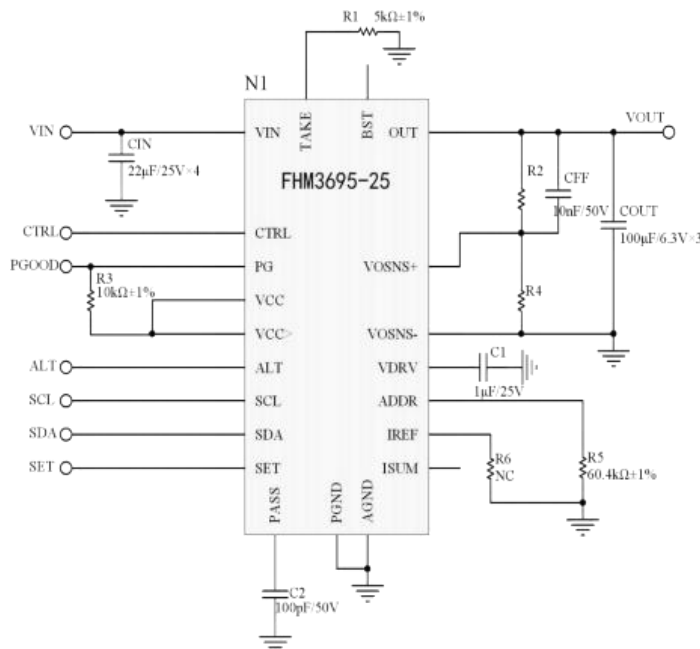 R1 5kΩ±1%
N1
TAKE
BST
VIN
VIN
OUT
VOUT
CIN
22μF/25V×4
R2
CFF
10nF/50V
COUT
100μF/6.3V×3
FHM3695-25
CTRL
CTRL
PGOOD
PG
VOSNS+
R3
10kΩ±1%
VCC
R4
VCC>
VOSNS-
ALT
ALT
VDRV
C1
1μF/25V
SCL
SCL
ADDR
SDA
SDA
IREF
R6
NC
R5
60.4kΩ±1%
SET
SET
ISUM
PASS
PGND
AGND
C2
100pF/50V